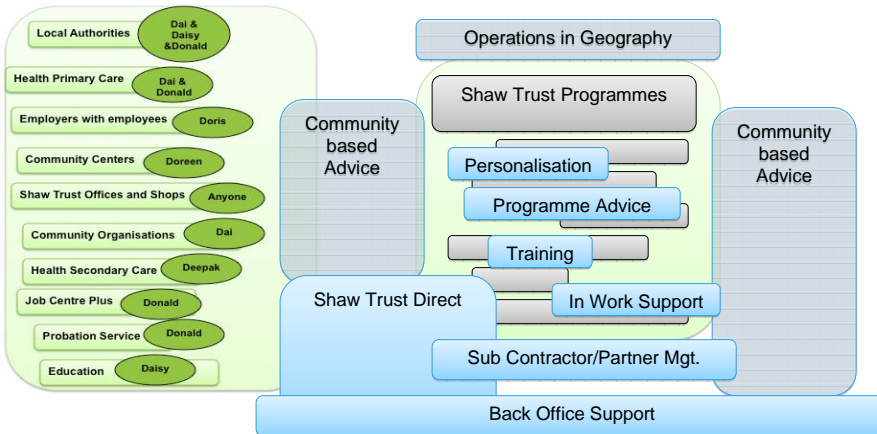 Local Authorities
Dai &
Daisy
&Donald
Health Primary Care
Dai &
Donald
Employers with employees
Doris
Community Centers
Doreen
Shaw Trust Offices and Shops
Anyone
Community Organisations
Dai
Health Secondary Care
Deepak
Job Centre Plus
Donald
Probation Service
Donald
Education
Daisy
Operations in Geography
Community
based
Advice
Shaw Trust Programmes
Personalisation
Programme Advice
Training
In Work Support
Community
based
Advice
Shaw Trust Direct
Sub Contractor/Partner Mgt.
Back Office Support